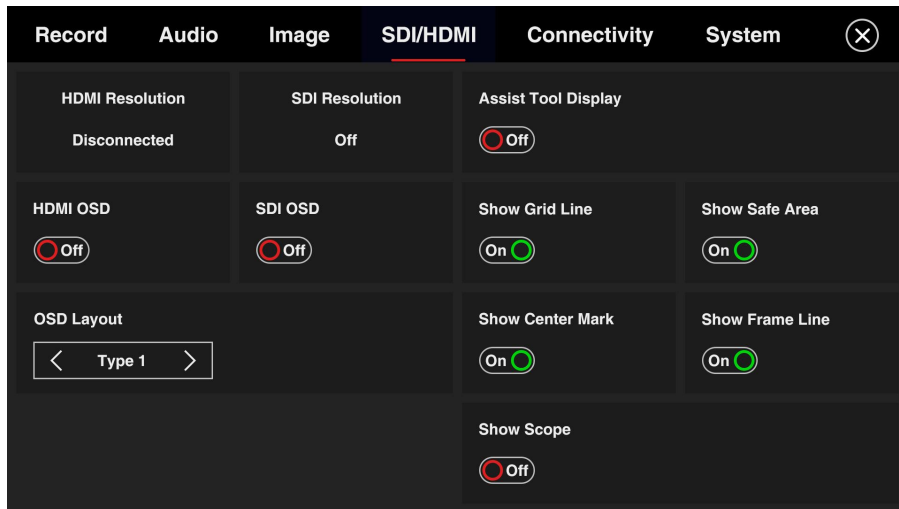 Record Audio Image SDI/HDMI Connectivity System
HDMI Resolution SDI Resolution Assist Tool Display
Disconnected Off Off
HDMI OSD SDI OSD Show Grid Line Show Safe Area
Off Off On On
OSD Layout Show Center Mark Show Frame Line
Type 1 On On
Show Scope
Off